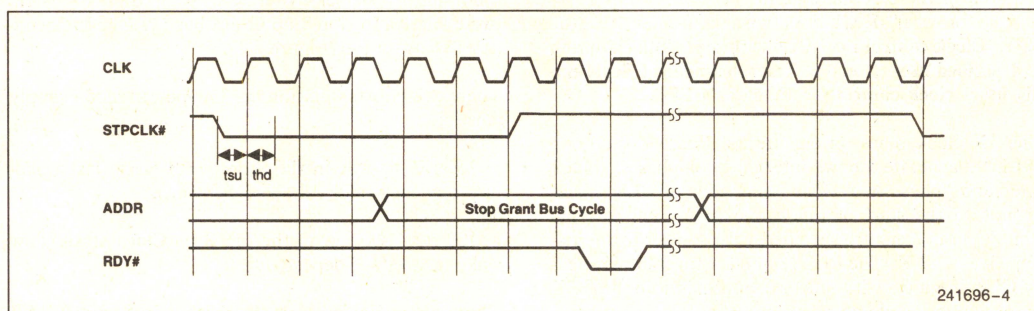 CLK
STPCLK#
tsu thd
ADDR
Stop Grant Bus Cycle
RDY#
241696-4